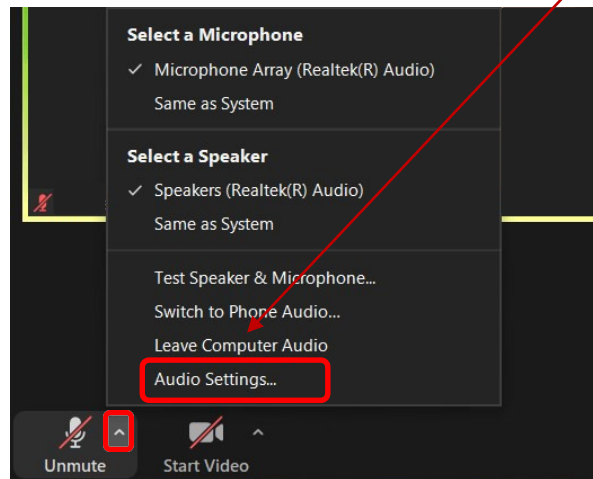 Select a Microphone
✓ Microphone Array (Realtek(R) Audio)
Same as System
Select a Speaker
✓ Speakers (Realtek(R) Audio)
Same as System
Test Speaker & Microphone...
Switch to Phone Audio...
Leave Computer Audio
Audio Settings...
Unmute
Start Video